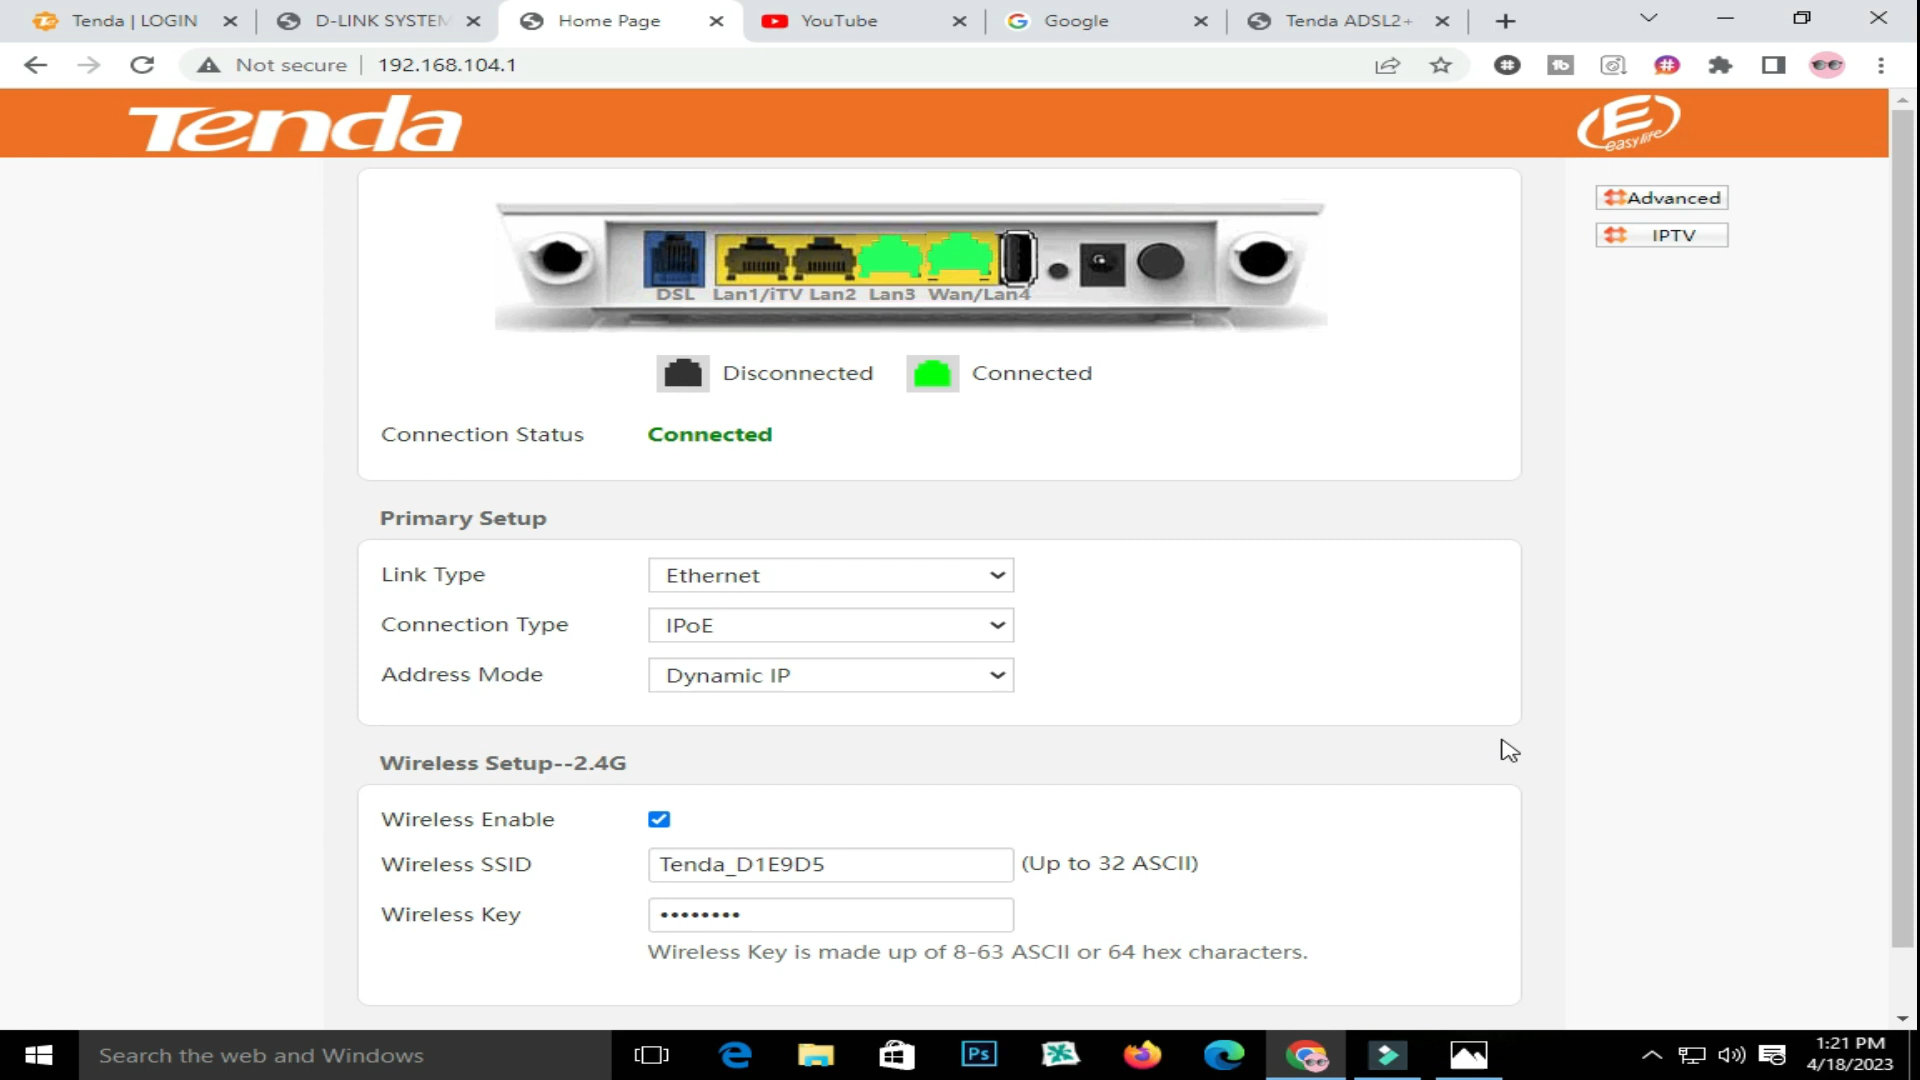 Tenda | LOGIN
D-LINK SYSTEM
Home Page
YouTube
Google
Tenda ADSL2+
Not secure
192.168.104.1
Tenda
E
easy life
Advanced
IPTV
DSL
Lan1/iTV
Lan2
Lan3
Wan/Lan4
Disconnected
Connected
Connection Status
Connected
Primary Setup
Link Type
Ethernet
Connection Type
IPoE
Address Mode
Dynamic IP
Wireless Setup--2.4G
Wireless Enable
Wireless SSID
Tenda_D1E9D5
(Up to 32 ASCII)
Wireless Key
••••••••
Wireless Key is made up of 8-63 ASCII or 64 hex characters.
Search the web and Windows
Ps
1:21 PM
4/18/2023